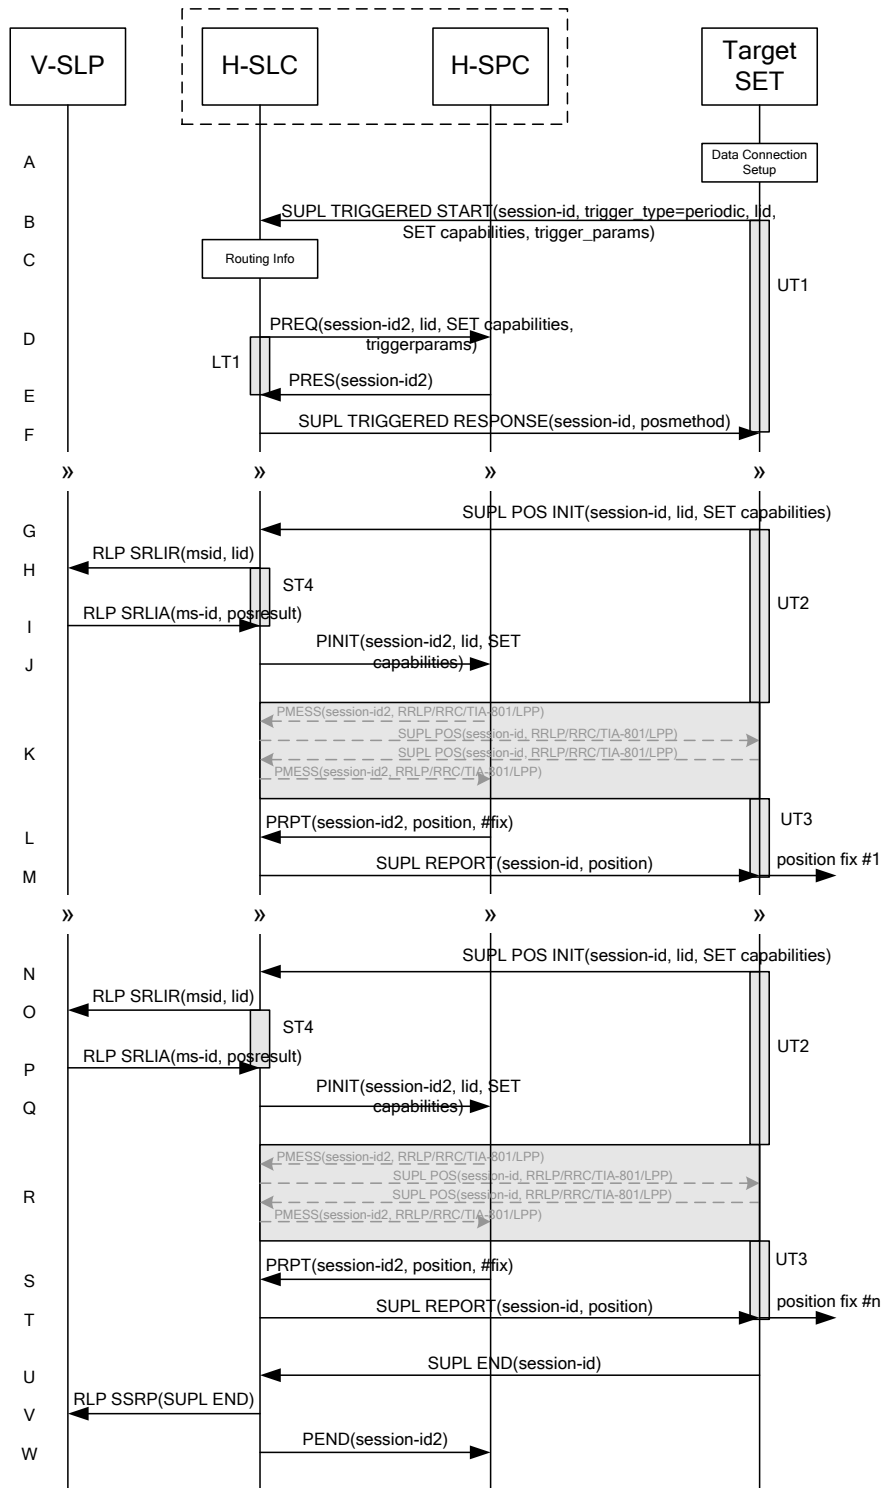 V-SLP
H-SLC
H-SPC
Target
SET
A
Data Connection
Setup
B
SUPL TRIGGERED START(session-id, trigger_type=periodic, lid,
SET capabilities, trigger_params)
C
Routing Info
UT1
D
PREQ(session-id2, lid, SET capabilities,
triggerparams)
LT1
E
PRES(session-id2)
F
SUPL TRIGGERED RESPONSE(session-id, posmethod)
» » » »
G
SUPL POS INIT(session-id, lid, SET capabilities)
H
RLP SRLIR(msid, lid)
ST4
UT2
I
RLP SRLIA(ms-id, posresult)
J
PINIT(session-id2, lid, SET
capabilities)
PMESS(session-id2, RRLP/RRC/TIA-801/LPP)
SUPL POS(session-id, RRLP/RRC/TIA-801/LPP)
K
SUPL POS(session-id, RRLP/RRC/TIA-801/LPP)
PMESS(session-id2, RRLP/RRC/TIA-801/LPP)
L
PRPT(session-id2, position, #fix)
UT3
M
SUPL REPORT(session-id, position)
position fix #1
» » » »
N
SUPL POS INIT(session-id, lid, SET capabilities)
O
RLP SRLIR(msid, lid)
ST4
UT2
P
RLP SRLIA(ms-id, posresult)
Q
PINIT(session-id2, lid, SET
capabilities)
PMESS(session-id2, RRLP/RRC/TIA-801/LPP)
SUPL POS(session-id, RRLP/RRC/TIA-801/LPP)
R
SUPL POS(session-id, RRLP/RRC/TIA-801/LPP)
PMESS(session-id2, RRLP/RRC/TIA-801/LPP)
S
PRPT(session-id2, position, #fix)
UT3
T
SUPL REPORT(session-id, position)
position fix #n
U
SUPL END(session-id)
V
RLP SSRP(SUPL END)
W
PEND(session-id2)